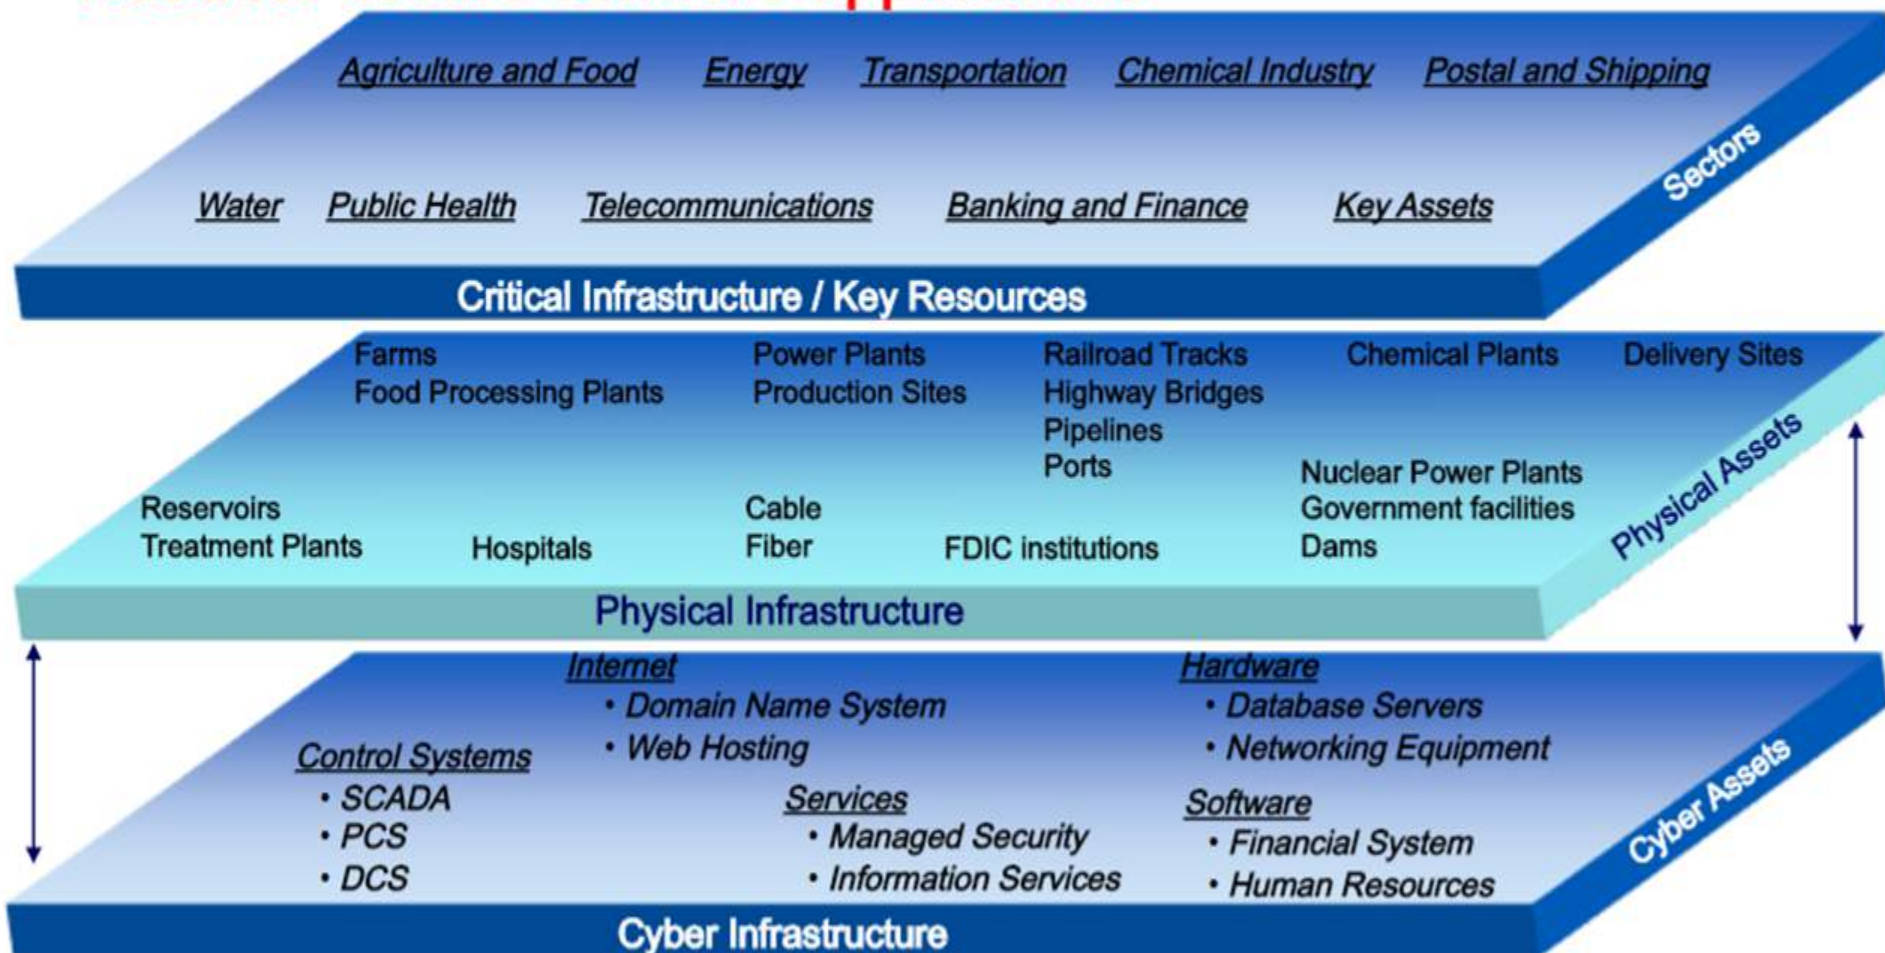 Agriculture and Food Energy Transportation Chemical Industry Postal and Shipping
Water Public Health Telecommunications Banking and Finance Key Assets
Sectors
Critical Infrastructure / Key Resources
Farms Power Plants Railroad Tracks Chemical Plants Delivery Sites
Food Processing Plants Production Sites Highway Bridges
Pipelines
Ports
Nuclear Power Plants
Reservoirs Cable Government facilities
Treatment Plants Hospitals Fiber FDIC institutions Dams
Physical Assets
Physical Infrastructure
Internet
• Domain Name System
• Web Hosting
Hardware
• Database Servers
• Networking Equipment
Control Systems
• SCADA
• PCS
• DCS
Services
• Managed Security
• Information Services
Software
• Financial System
• Human Resources
Cyber Assets
Cyber Infrastructure